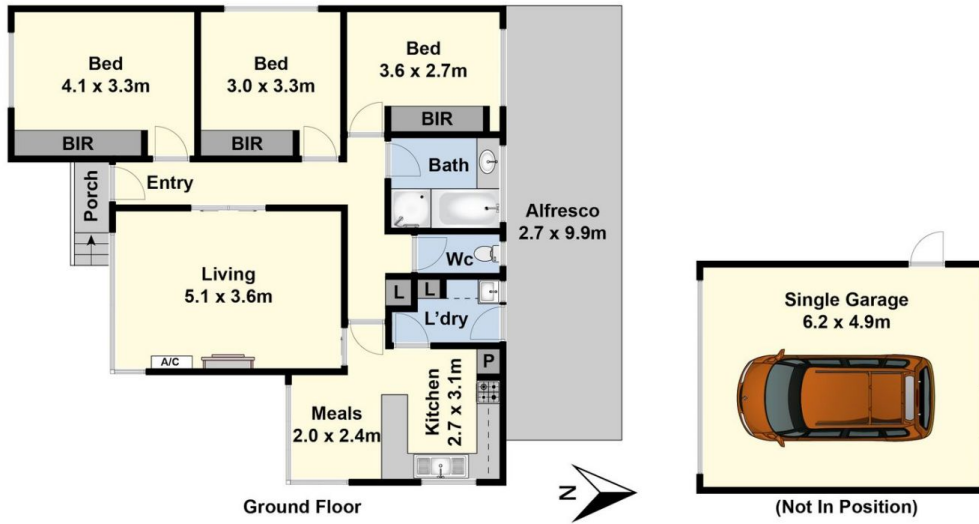 Bed
4.1 x 3.3m
BIR
Bed
3.0 x 3.3m
BIR
Bed
3.6 x 2.7m
BIR
Porch
Entry
Bath
Alfresco
2.7 x 9.9m
Living
5.1 x 3.6m
A/C
Wc
L
L
L'dry
P
Kitchen
2.7 x 3.1m
Meals
2.0 x 2.4m
Ground Floor
N
Single Garage
6.2 x 4.9m
(Not In Position)